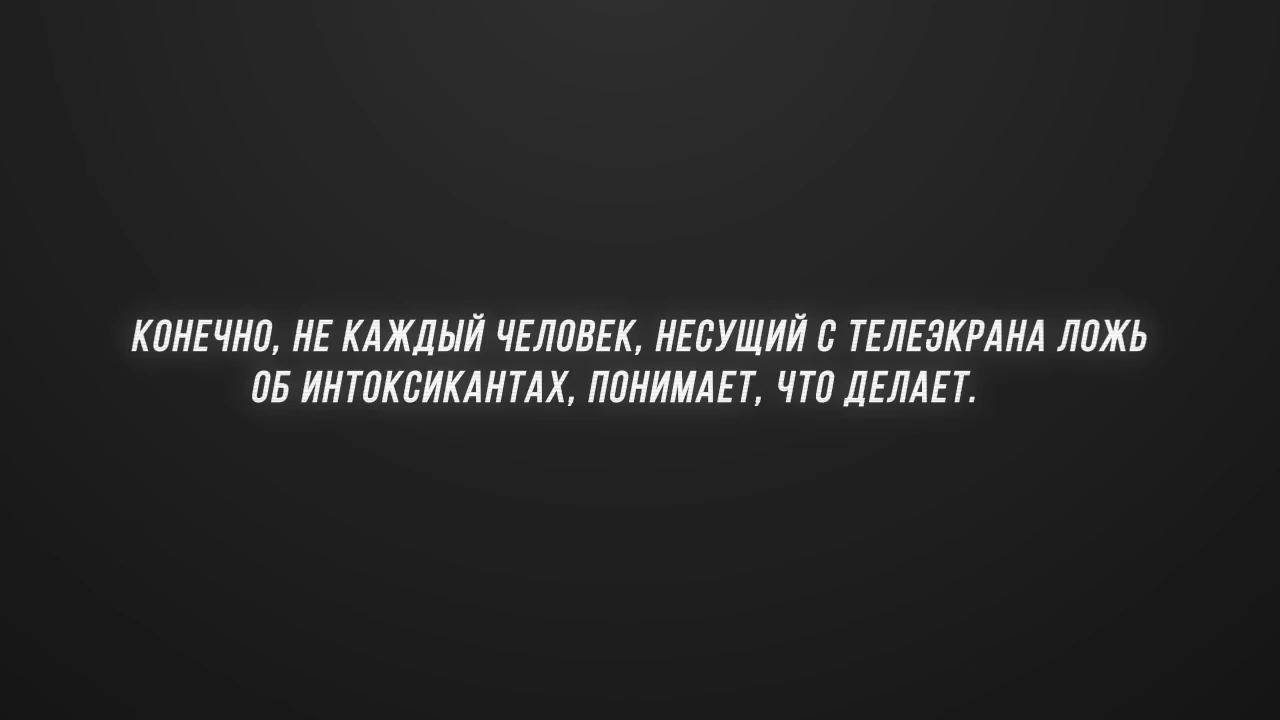 КОНЕЧНО, НЕ КАЖДЫЙ ЧЕЛОВЕК, НЕСУЩИЙ С ТЕЛЕЭКРАНА ЛОЖЬ
ОБ ИНТОКСИКАНТАХ, ПОНИМАЕТ, ЧТО ДЕЛАЕТ.